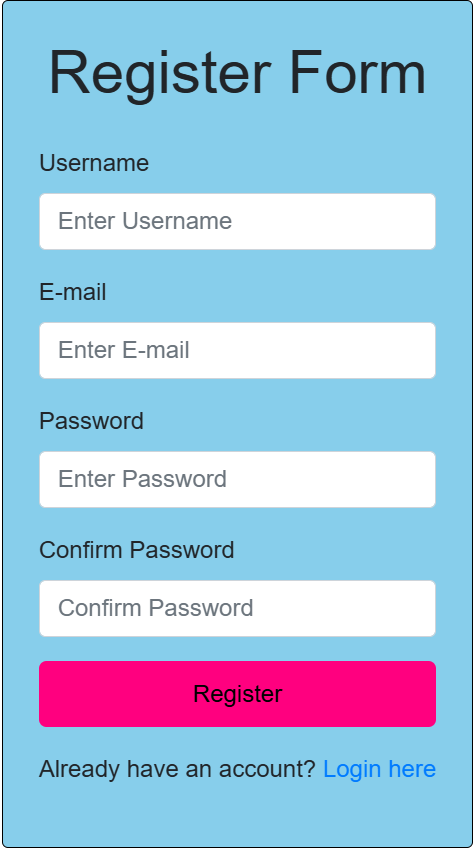 Register Form
Username
Enter Username
E-mail
Enter E-mail
Password
Enter Password
Confirm Password
Confirm Password
Register
Already have an account? Login here